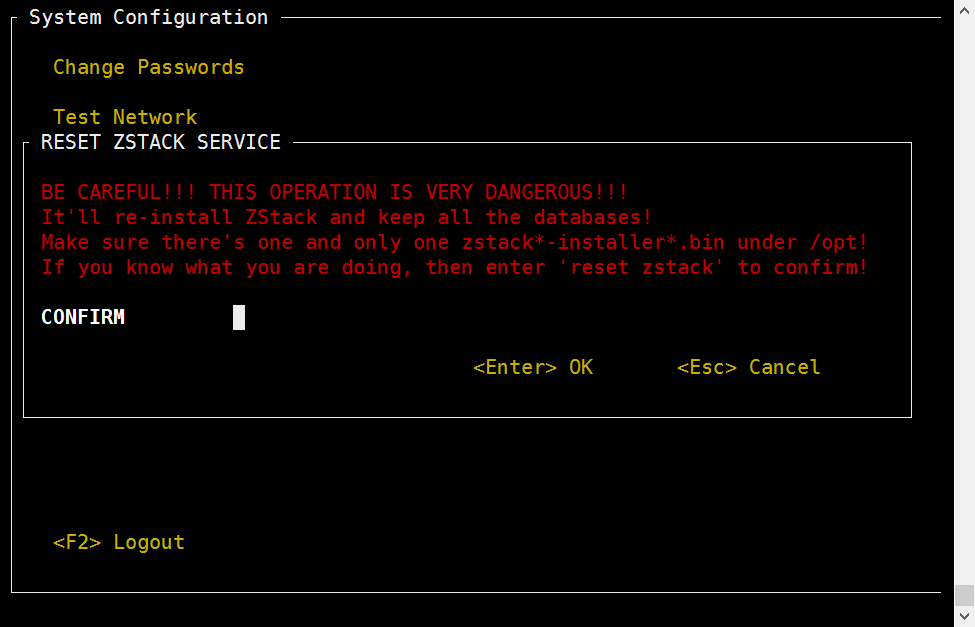 System Configuration
Change Passwords
Test Network
RESET ZSTACK SERVICE
BE CAREFUL!!! THIS OPERATION IS VERY DANGEROUS!!!
It'll re-install ZStack and keep all the databases!
Make sure there's one and only one zstack*-installer*.bin under /opt!
If you know what you are doing, then enter 'reset zstack' to confirm!
CONFIRM
<Enter> OK <Esc> Cancel
<F2> Logout